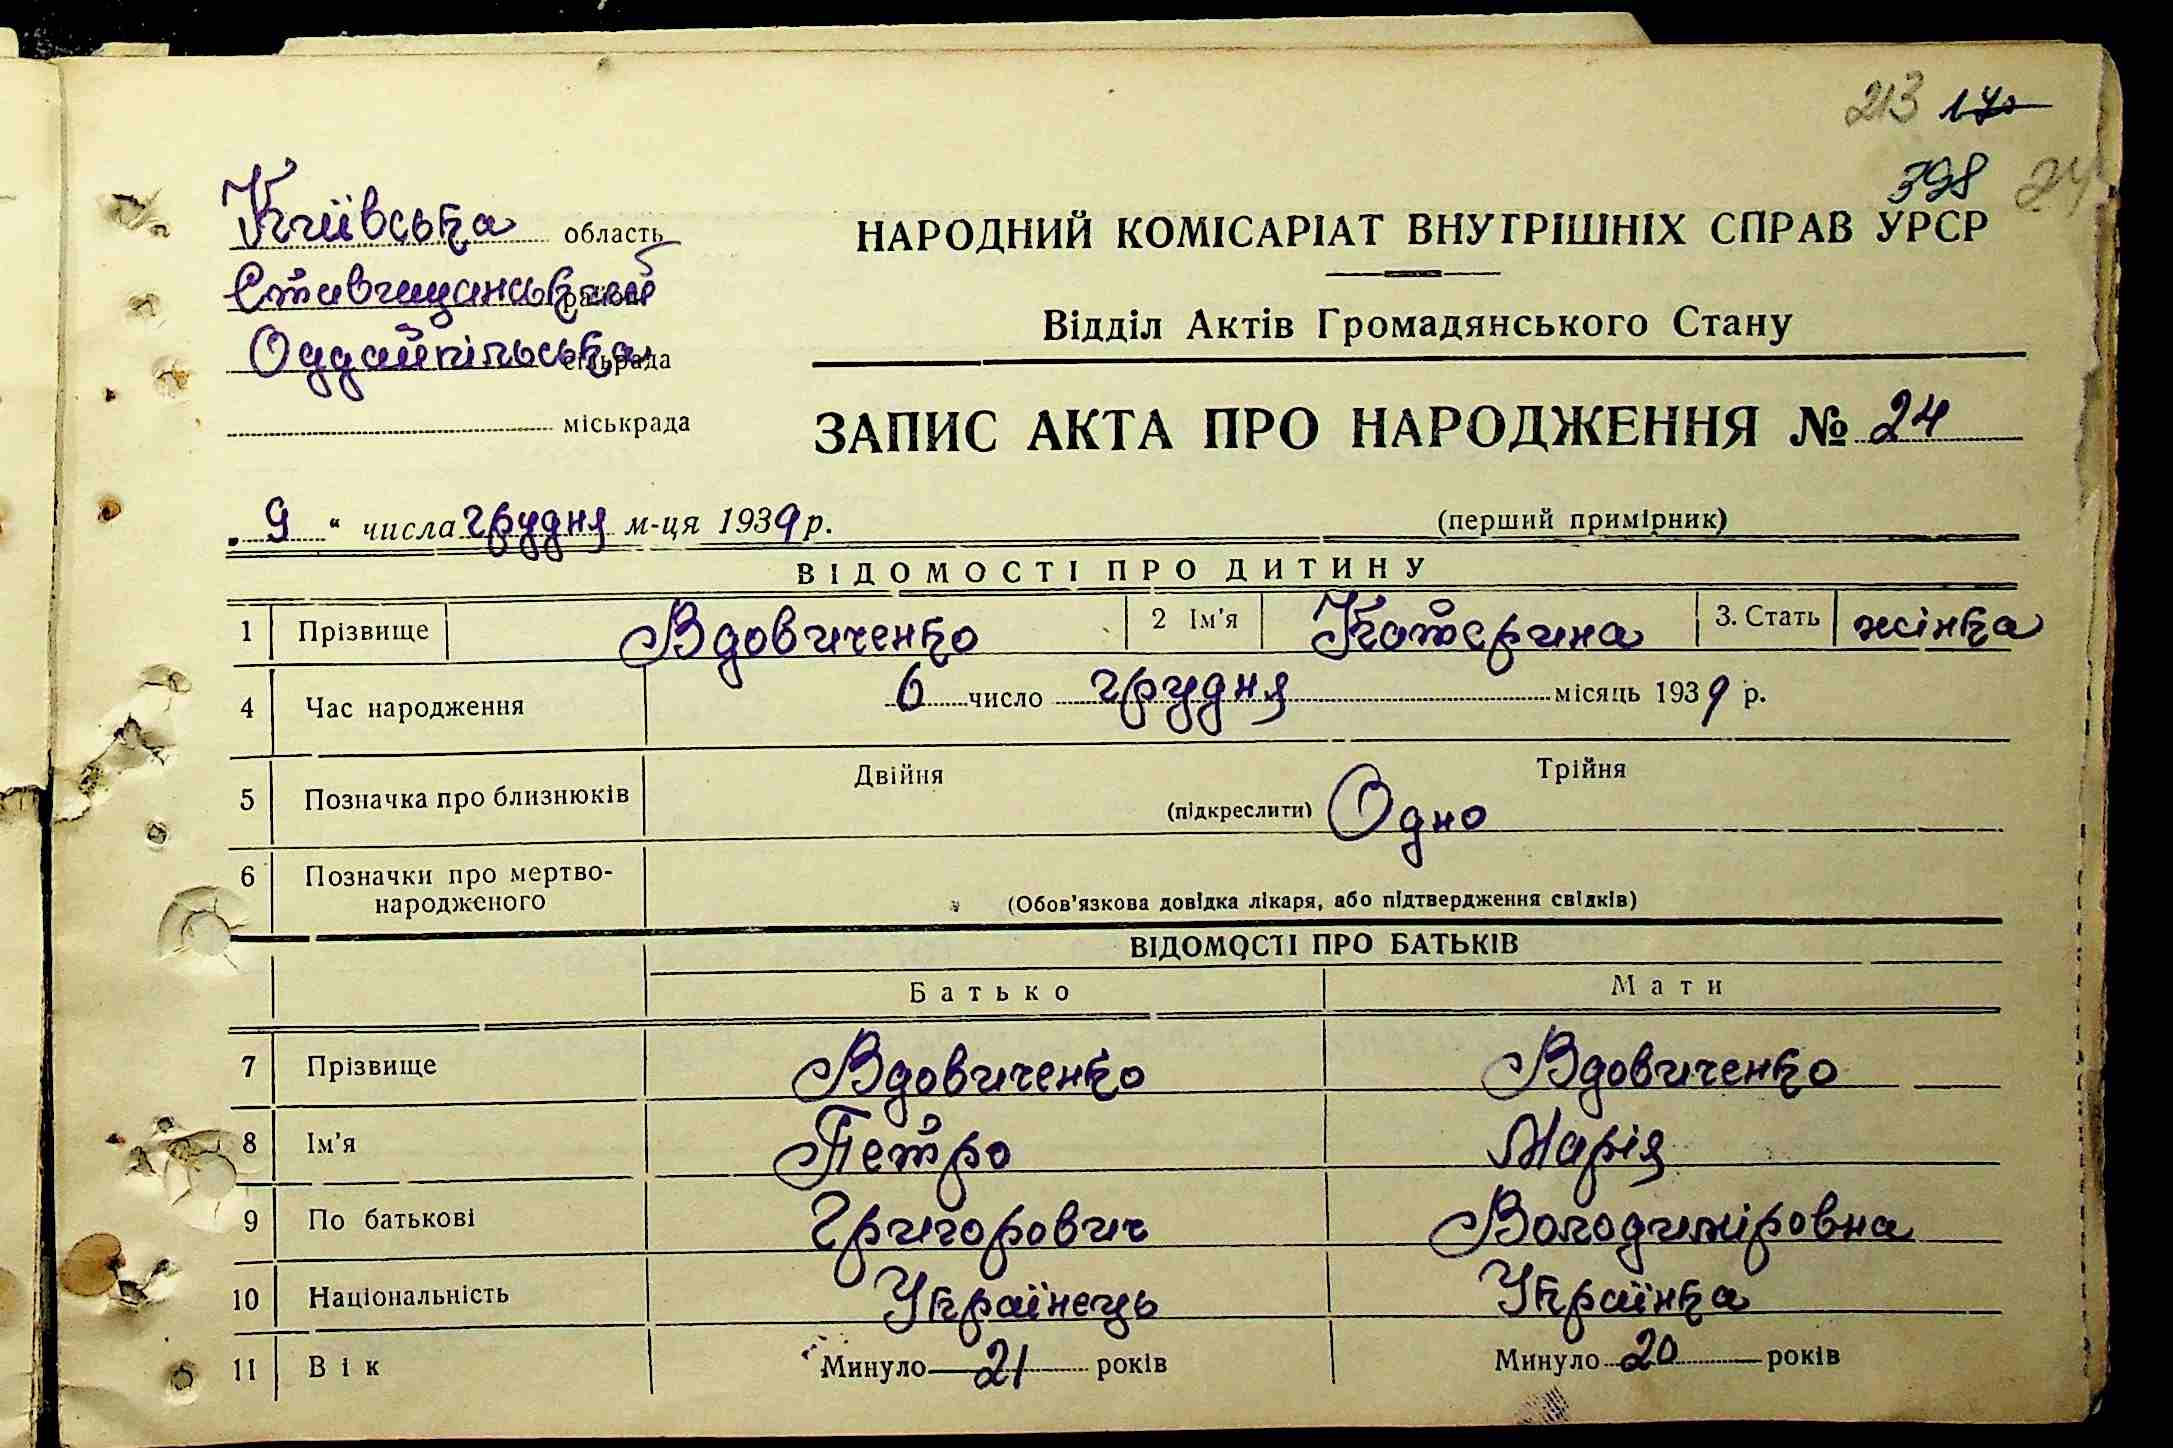 213 170
398 24
Київська область
НАРОДНИЙ КОМІСАРІАТ ВНУТРІШНІХ СПРАВ УРСР
Ставищанський район
Оддайпільська сільрада
Відділ Актів Громадянського Стану
міськрада
ЗАПИС АКТА ПРО НАРОДЖЕННЯ № 24
„ 9 “ числа грудня м-ця 1939 р.
(перший примірник)
ВІДОМОСТІ ПРО ДИТИНУ
1 Прізвище Вдовиченко 2 Ім'я Катерина 3. Стать жінка
4 Час народження 6 число грудня місяць 1939 р.
5 Позначка про близнюків Двійня (підкреслити) Одно Трійня
6 Позначки про мертво-
народженого (Обов'язкова довідка лікаря, або підтвердження свідків)
ВІДОМОСТІ ПРО БАТЬКІВ
Батько Мати
7 Прізвище Вдовиченко Вдовиченко
8 Ім'я Петро Марія
9 По батькові Григорович Володиміровна
10 Національність Українець Українка
11 Вік Минуло 21 років Минуло 20 років